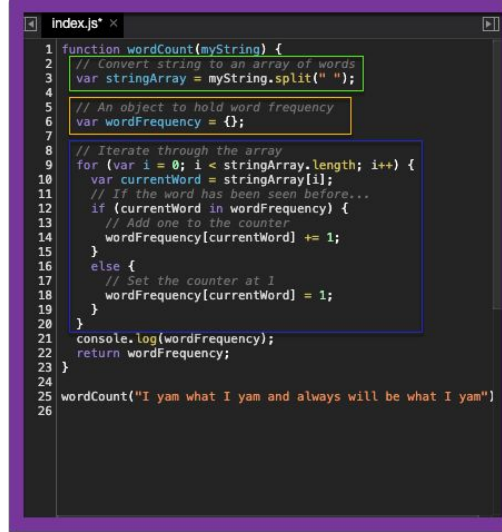 index.js* ×
1 function wordCount(myString) {
2 // Convert string to an array of words
3 var stringArray = myString.split(" ");
4
5 // An object to hold word frequency
6 var wordFrequency = {};
7
8 // Iterate through the array
9 for (var i = 0; i < stringArray.length; i++) {
10 var currentWord = stringArray[i];
11 // If the word has been seen before...
12 if (currentWord in wordFrequency) {
13 // Add one to the counter
14 wordFrequency[currentWord] += 1;
15 }
16 else {
17 // Set the counter at 1
18 wordFrequency[currentWord] = 1;
19 }
20 }
21 console.log(wordFrequency);
22 return wordFrequency;
23 }
24
25 wordCount("I yam what I yam and always will be what I yam")
26